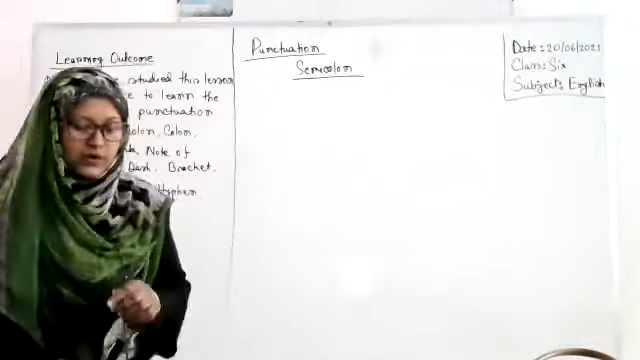 Learning Outcome
studied this lesson
to learn the
punctuation
Colon,
Note of
Dash, Bracket,
Hyphen
Punctuation
Semicolon
Date: 20/06/2021
Class: Six
Subject: English